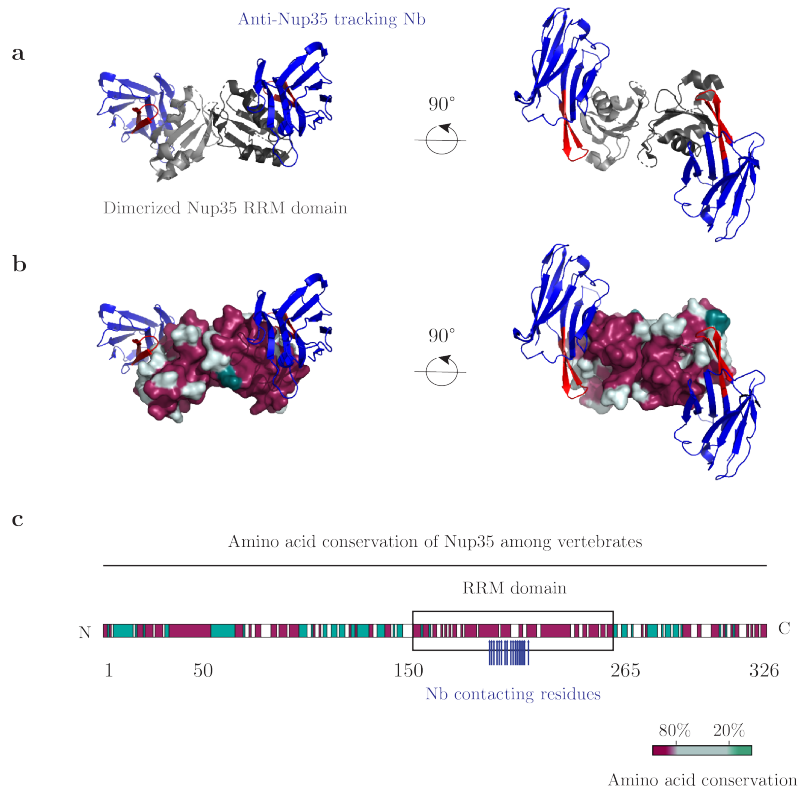 Anti-Nup35 tracking Nb
a
90°
Dimerized Nup35 RRM domain
b
90°
c
Amino acid conservation of Nup35 among vertebrates
RRM domain
N
C
1 50 150 265 326
Nb contacting residues
80% 20%
Amino acid conservation